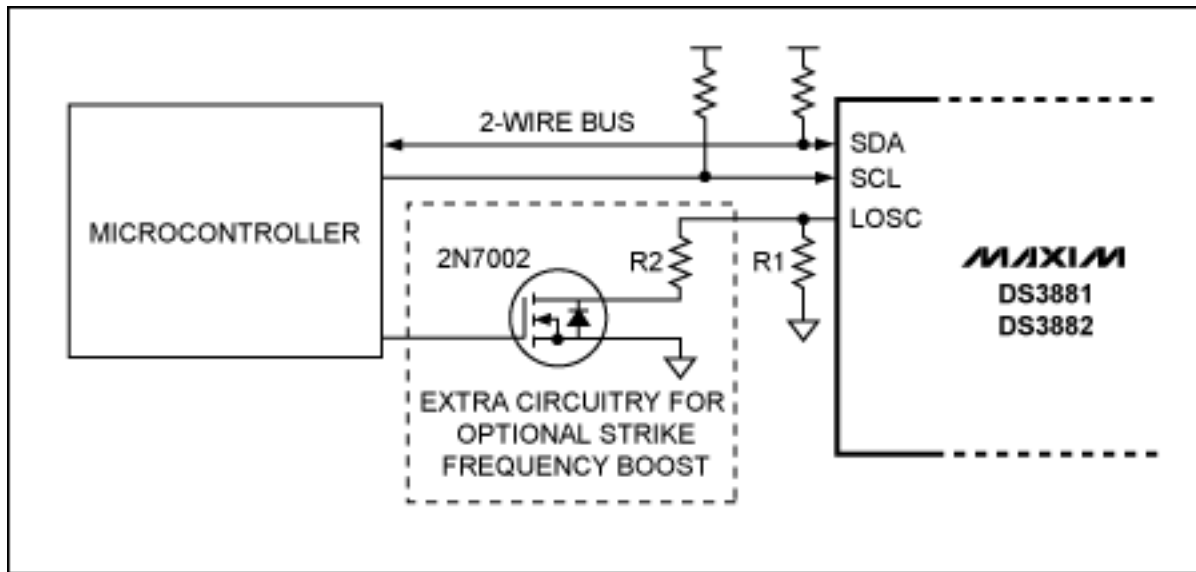 2-WIRE BUS
SDA
SCL
LOSC
MICROCONTROLLER
2N7002
R2
R1
MAXIM
DS3881
DS3882
EXTRA CIRCUITRY FOR
OPTIONAL STRIKE
FREQUENCY BOOST